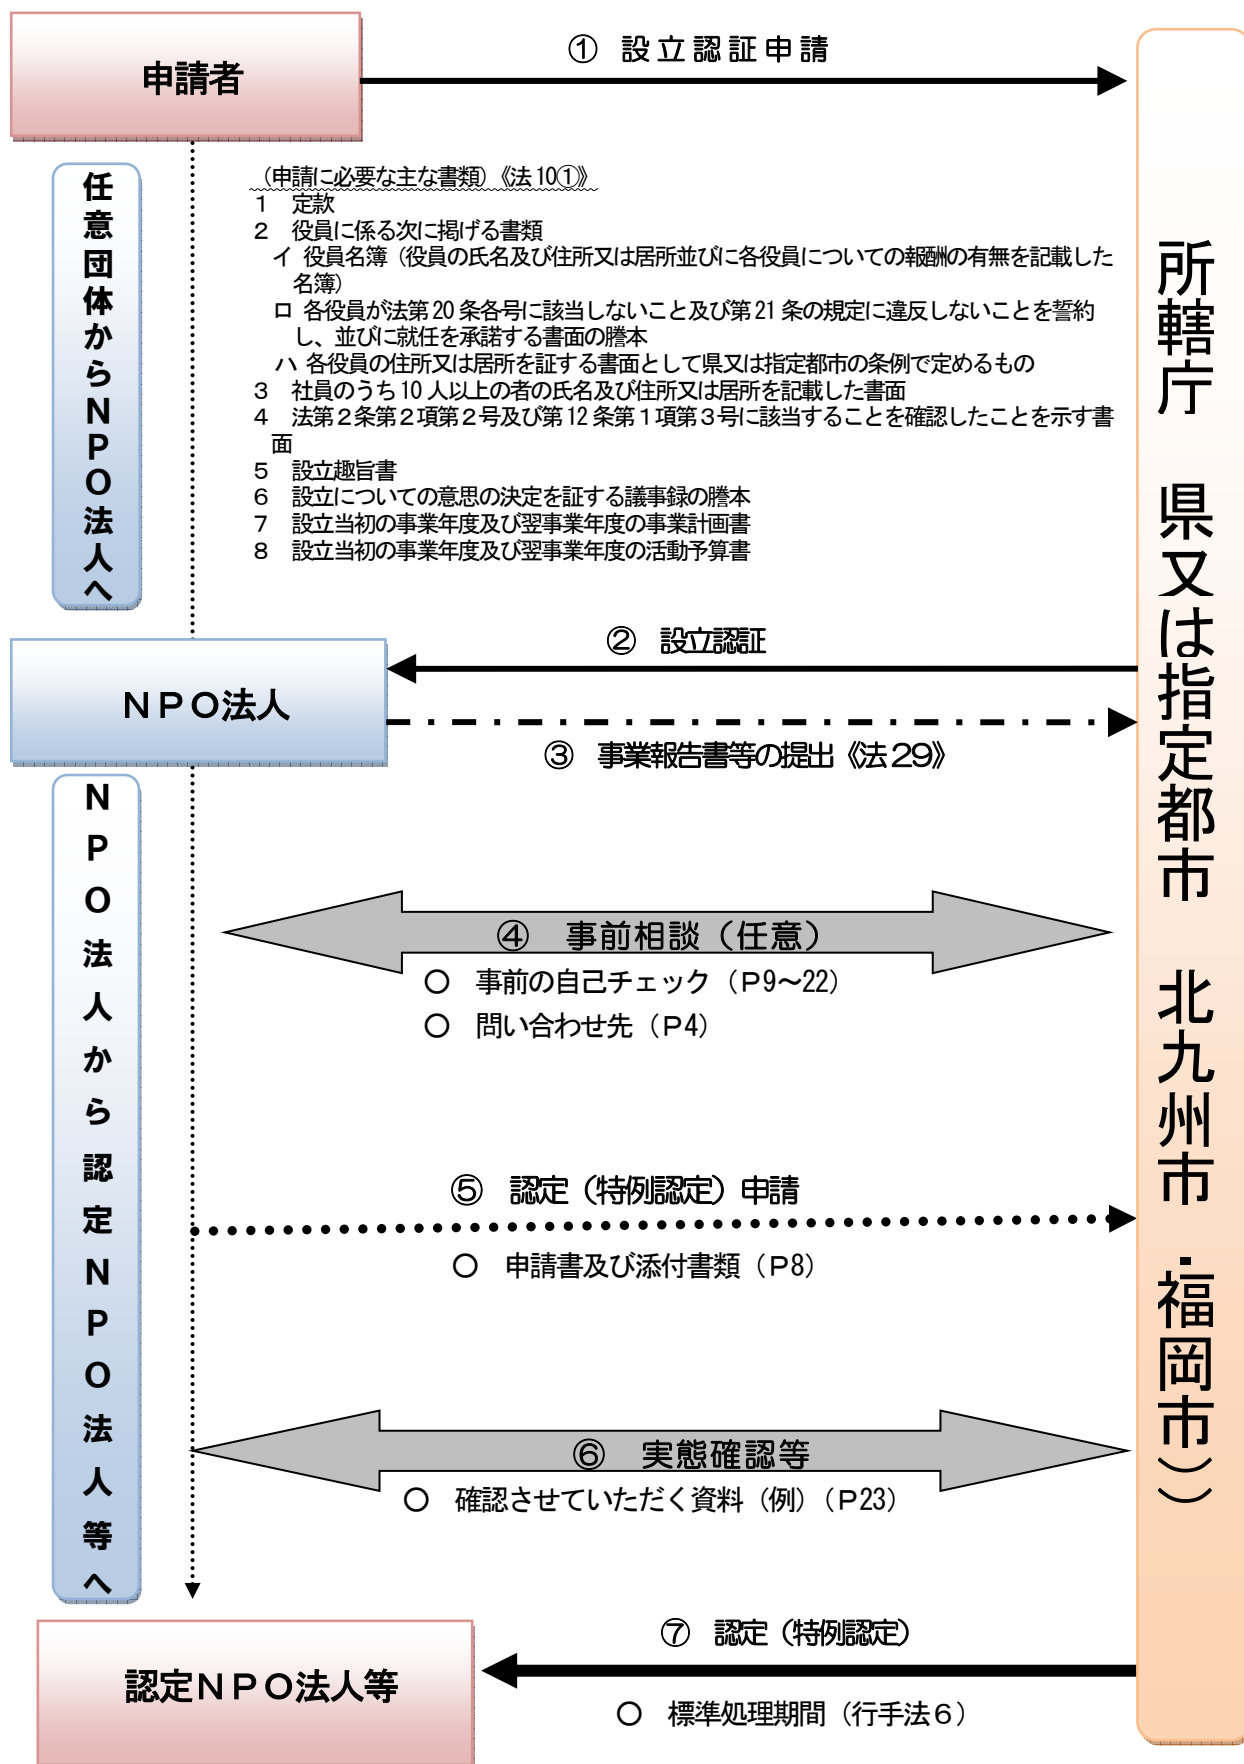 申請者
① 設立認証申請
任意団体からＮＰＯ法人へ
（申請に必要な主な書類）《法10①》
１　定款
２　役員に係る次に掲げる書類
イ 役員名簿（役員の氏名及び住所又は居所並びに各役員についての報酬の有無を記載した
名簿）
ロ 各役員が法第20条各号に該当しないこと及び第21条の規定に違反しないことを誓約
し、並びに就任を承諾する書面の謄本
ハ 各役員の住所又は居所を証する書面として県又は指定都市の条例で定めるもの
３　社員のうち10人以上の者の氏名及び住所又は居所を記載した書面
４　法第２条第２項第２号及び第12条第１項第３号に該当することを確認したことを示す書
面
５　設立趣旨書
６　設立についての意思の決定を証する議事録の謄本
７　設立当初の事業年度及び翌事業年度の事業計画書
８　設立当初の事業年度及び翌事業年度の活動予算書
② 設立認証
ＮＰＯ法人
③ 事業報告書等の提出《法29》
ＮＰＯ法人から認定ＮＰＯ法人等へ
④ 事前相談（任意）
○ 事前の自己チェック（P9～22）
○ 問い合わせ先（P4）
⑤ 認定（特例認定）申請
○ 申請書及び添付書類（P8）
⑥ 実態確認等
○ 確認させていただく資料（例）（P23）
⑦ 認定（特例認定）
認定ＮＰＯ法人等
○ 標準処理期間（行手法６）
所轄庁　県又は指定都市　北九州市・福岡市））